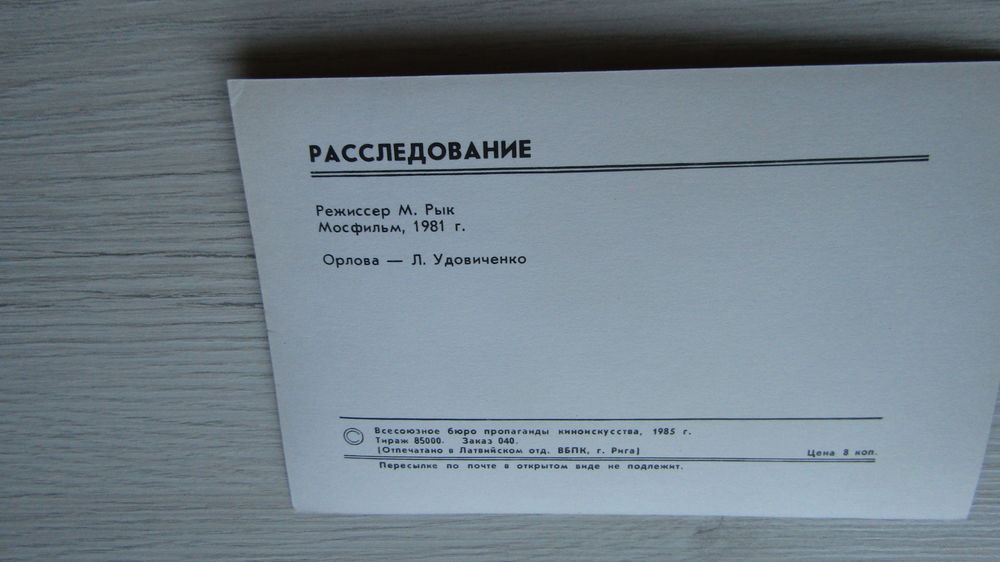 РАССЛЕДОВАНИЕ
Режиссер М. Рык
Мосфильм, 1981 г.
Орлова — Л. Удовиченко
© Всесоюзное бюро пропаганды киноискусства, 1985 г.
Тираж 85000. Заказ 040.
(Отпечатано в Латвийском отд. ВБПК, г. Рига)
Цена 8 коп.
Пересылке по почте в открытом виде не подлежит.